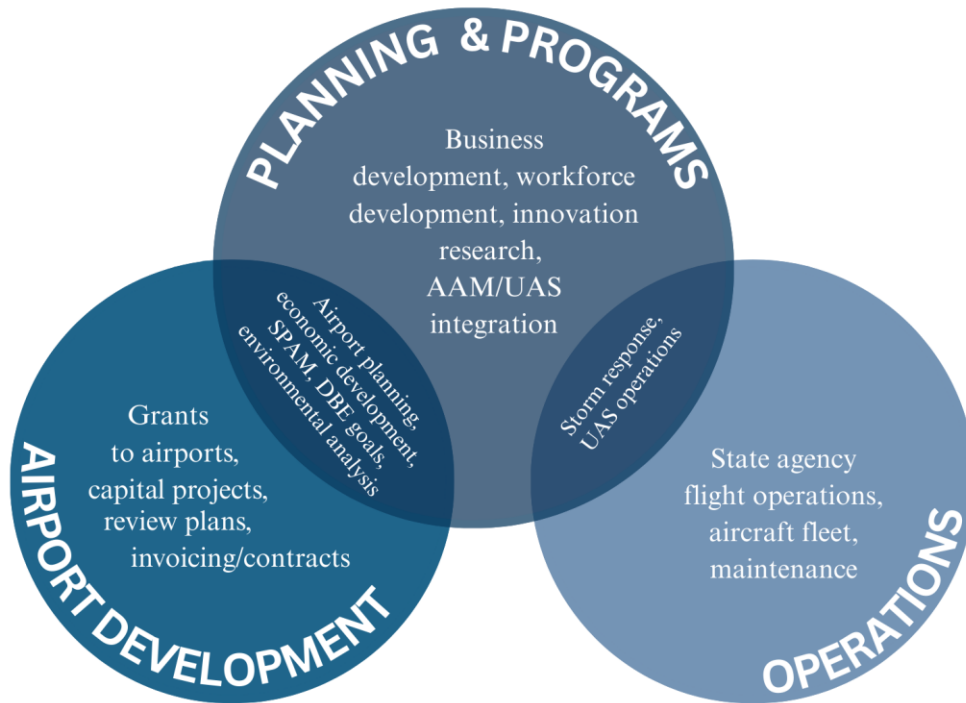 PLANNING & PROGRAMS
Business
development, workforce
development, innovation
research,
AAM/UAS
integration
Airport planning,
economic development,
SPAM, DBE goals,
environmental analysis
Storm response,
UAS operations
Grants
to airports,
capital projects,
review plans,
invoicing/contracts
AIRPORT DEVELOPMENT
State agency
flight operations,
aircraft fleet,
maintenance
OPERATIONS